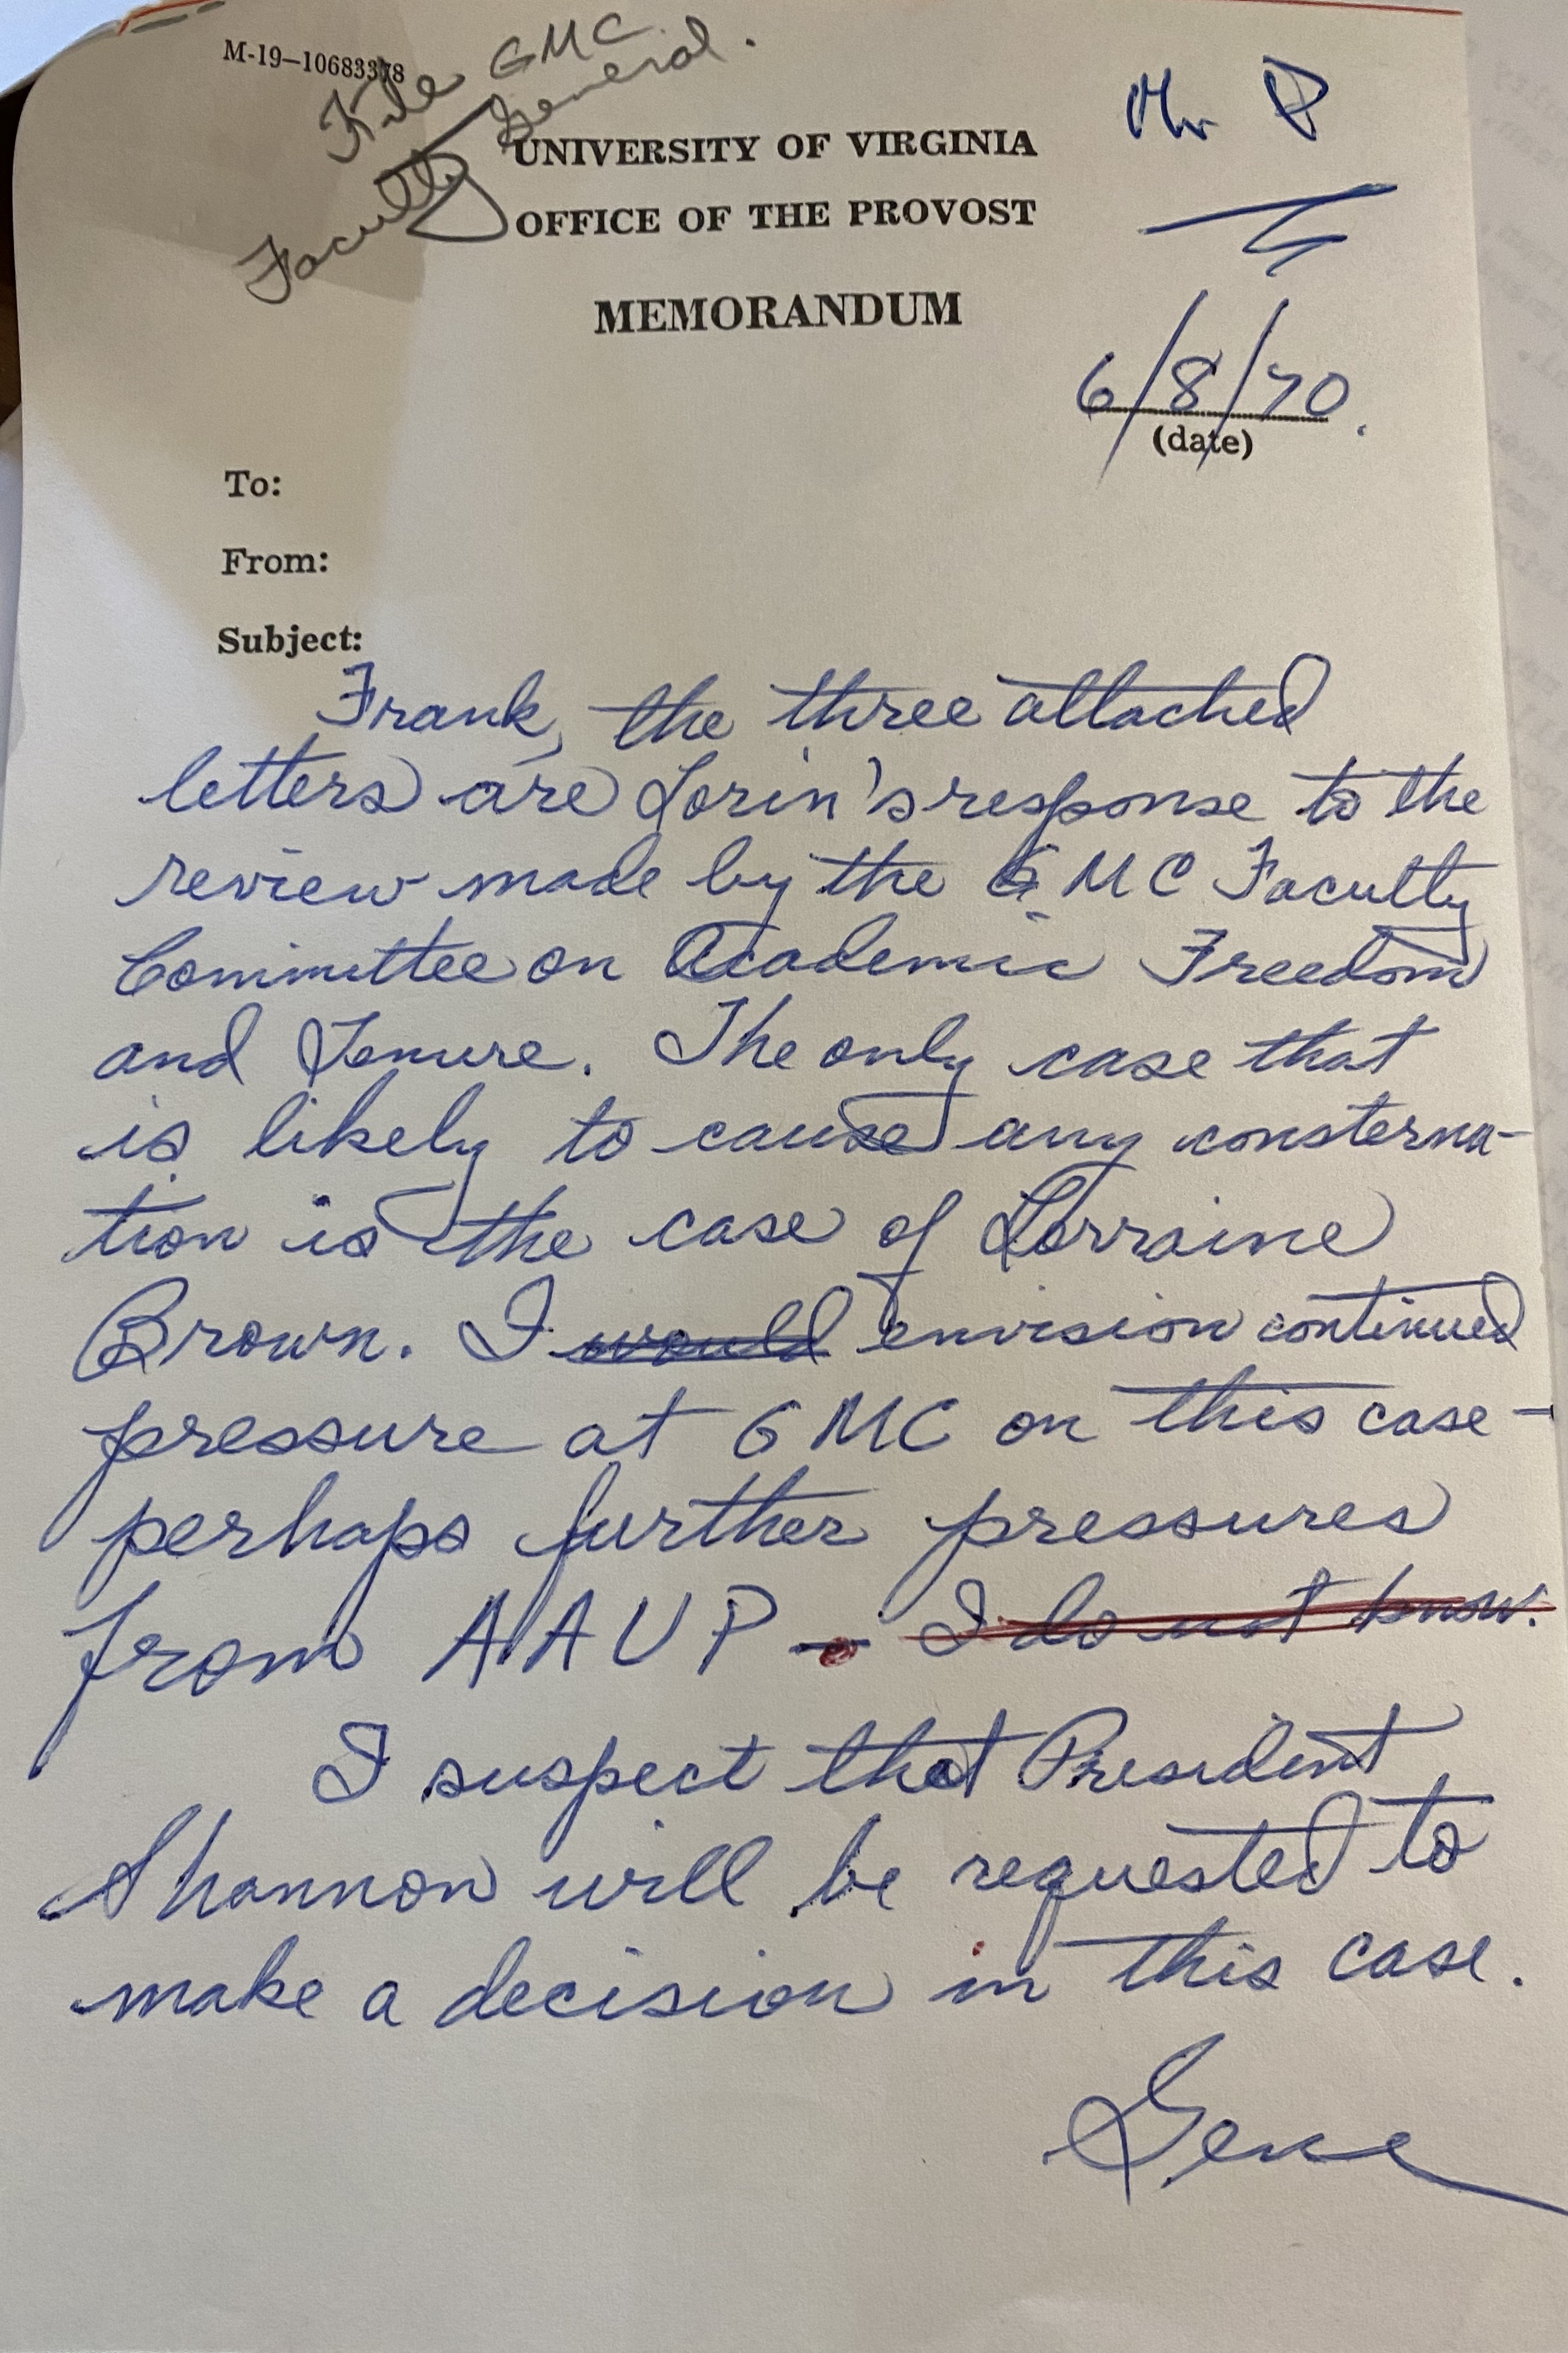 M-19—10683378
File GMC
Faculty General.
UNIVERSITY OF VIRGINIA
OFFICE OF THE PROVOST
MEMORANDUM
6/8/70.
(date)
To:
From:
Subject:
Frank, the three attached
letters are Lorin's response to the
review made by the GMC Faculty
Committee on Academic Freedom
and Tenure. The only case that
is likely to cause any consterna-
tion is the case of Lorraine
Brown. I would envision continued
pressure at GMC on this case -
perhaps further pressures
from AAUP - I do not know.
I suspect that President
Shannon will be requested to
make a decision in this case.
Gene